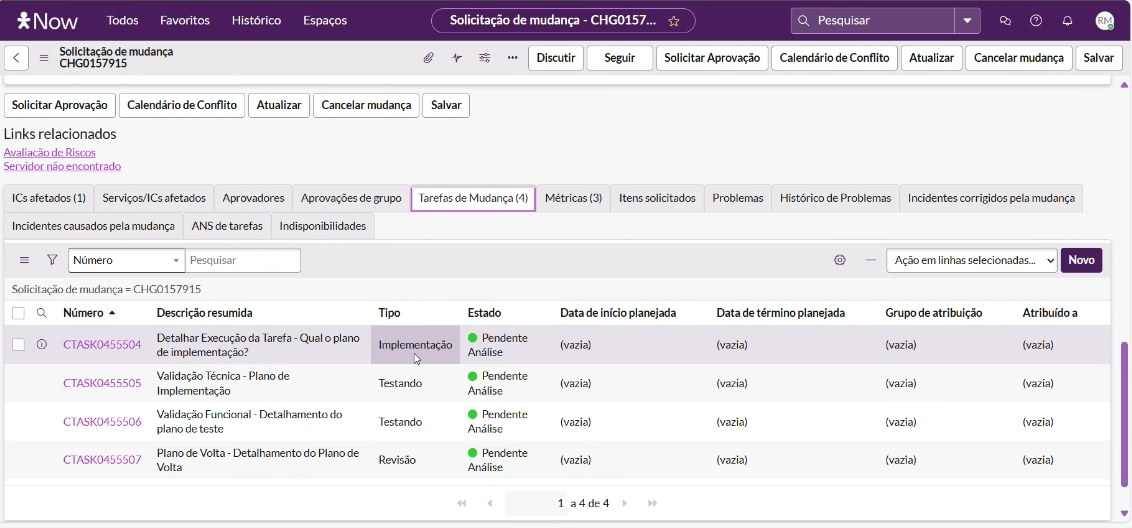 Now Todos Favoritos Histórico Espaços Solicitação de mudança - CHG0157... Pesquisar RM
Solicitação de mudança
CHG0157915
Discutir Seguir Solicitar Aprovação Calendário de Conflito Atualizar Cancelar mudança Salvar
Solicitar Aprovação Calendário de Conflito Atualizar Cancelar mudança Salvar
Links relacionados
Avaliação de Riscos
Servidor não encontrado
ICs afetados (1) Serviços/ICs afetados Aprovadores Aprovações de grupo Tarefas de Mudança (4) Métricas (3) Itens solicitados Problemas Histórico de Problemas Incidentes corrigidos pela mudança
Incidentes causados pela mudança ANS de tarefas Indisponibilidades
Número Pesquisar Ação em linhas selecionadas... Novo
Solicitação de mudança = CHG0157915
Número Descrição resumida Tipo Estado Data de início planejada Data de término planejada Grupo de atribuição Atribuído a
CTASK0455504 Detalhar Execução da Tarefa - Qual o plano de implementação? Implementação Pendente Análise (vazia) (vazia) (vazia) (vazia)
CTASK0455505 Validação Técnica - Plano de Implementação Testando Pendente Análise (vazia) (vazia) (vazia) (vazia)
CTASK0455506 Validação Funcional - Detalhamento do plano de teste Testando Pendente Análise (vazia) (vazia) (vazia) (vazia)
CTASK0455507 Plano de Volta - Detalhamento do Plano de Volta Revisão Pendente Análise (vazia) (vazia) (vazia) (vazia)
1 a 4 de 4